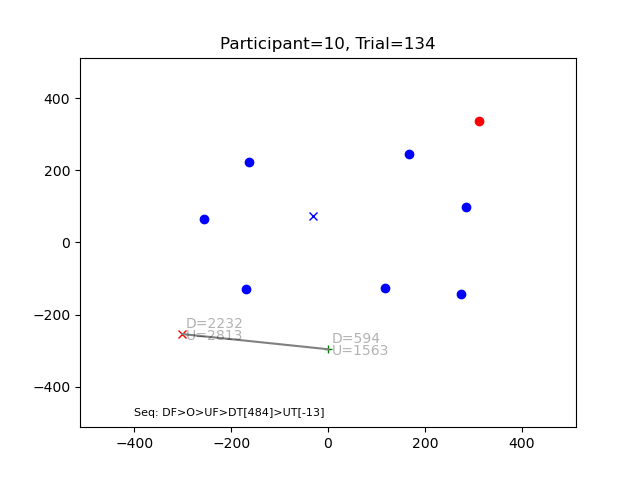 Participant=10, Trial=134
400
200
0
−200
−400
D=2232
U=2813
D=594
U=1563
Seq: DF>O>UF>DT[484]>UT[-13]
−400
−200
0
200
400